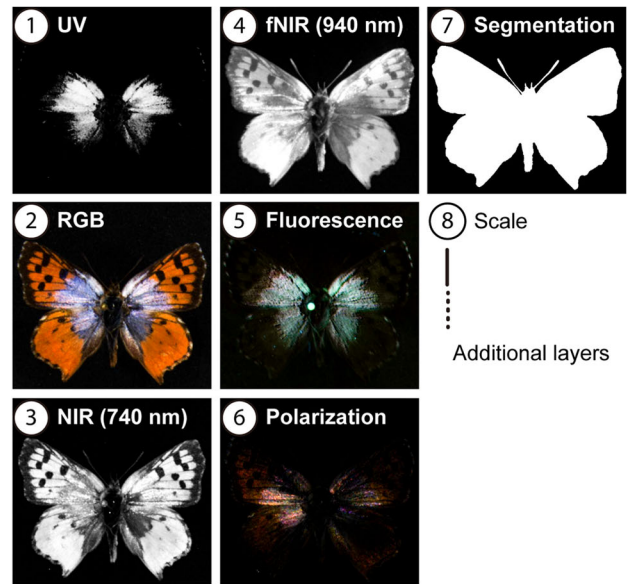 1 UV
2 RGB
3 NIR (740 nm)
4 fNIR (940 nm)
5 Fluorescence
6 Polarization
7 Segmentation
8 Scale
Additional layers